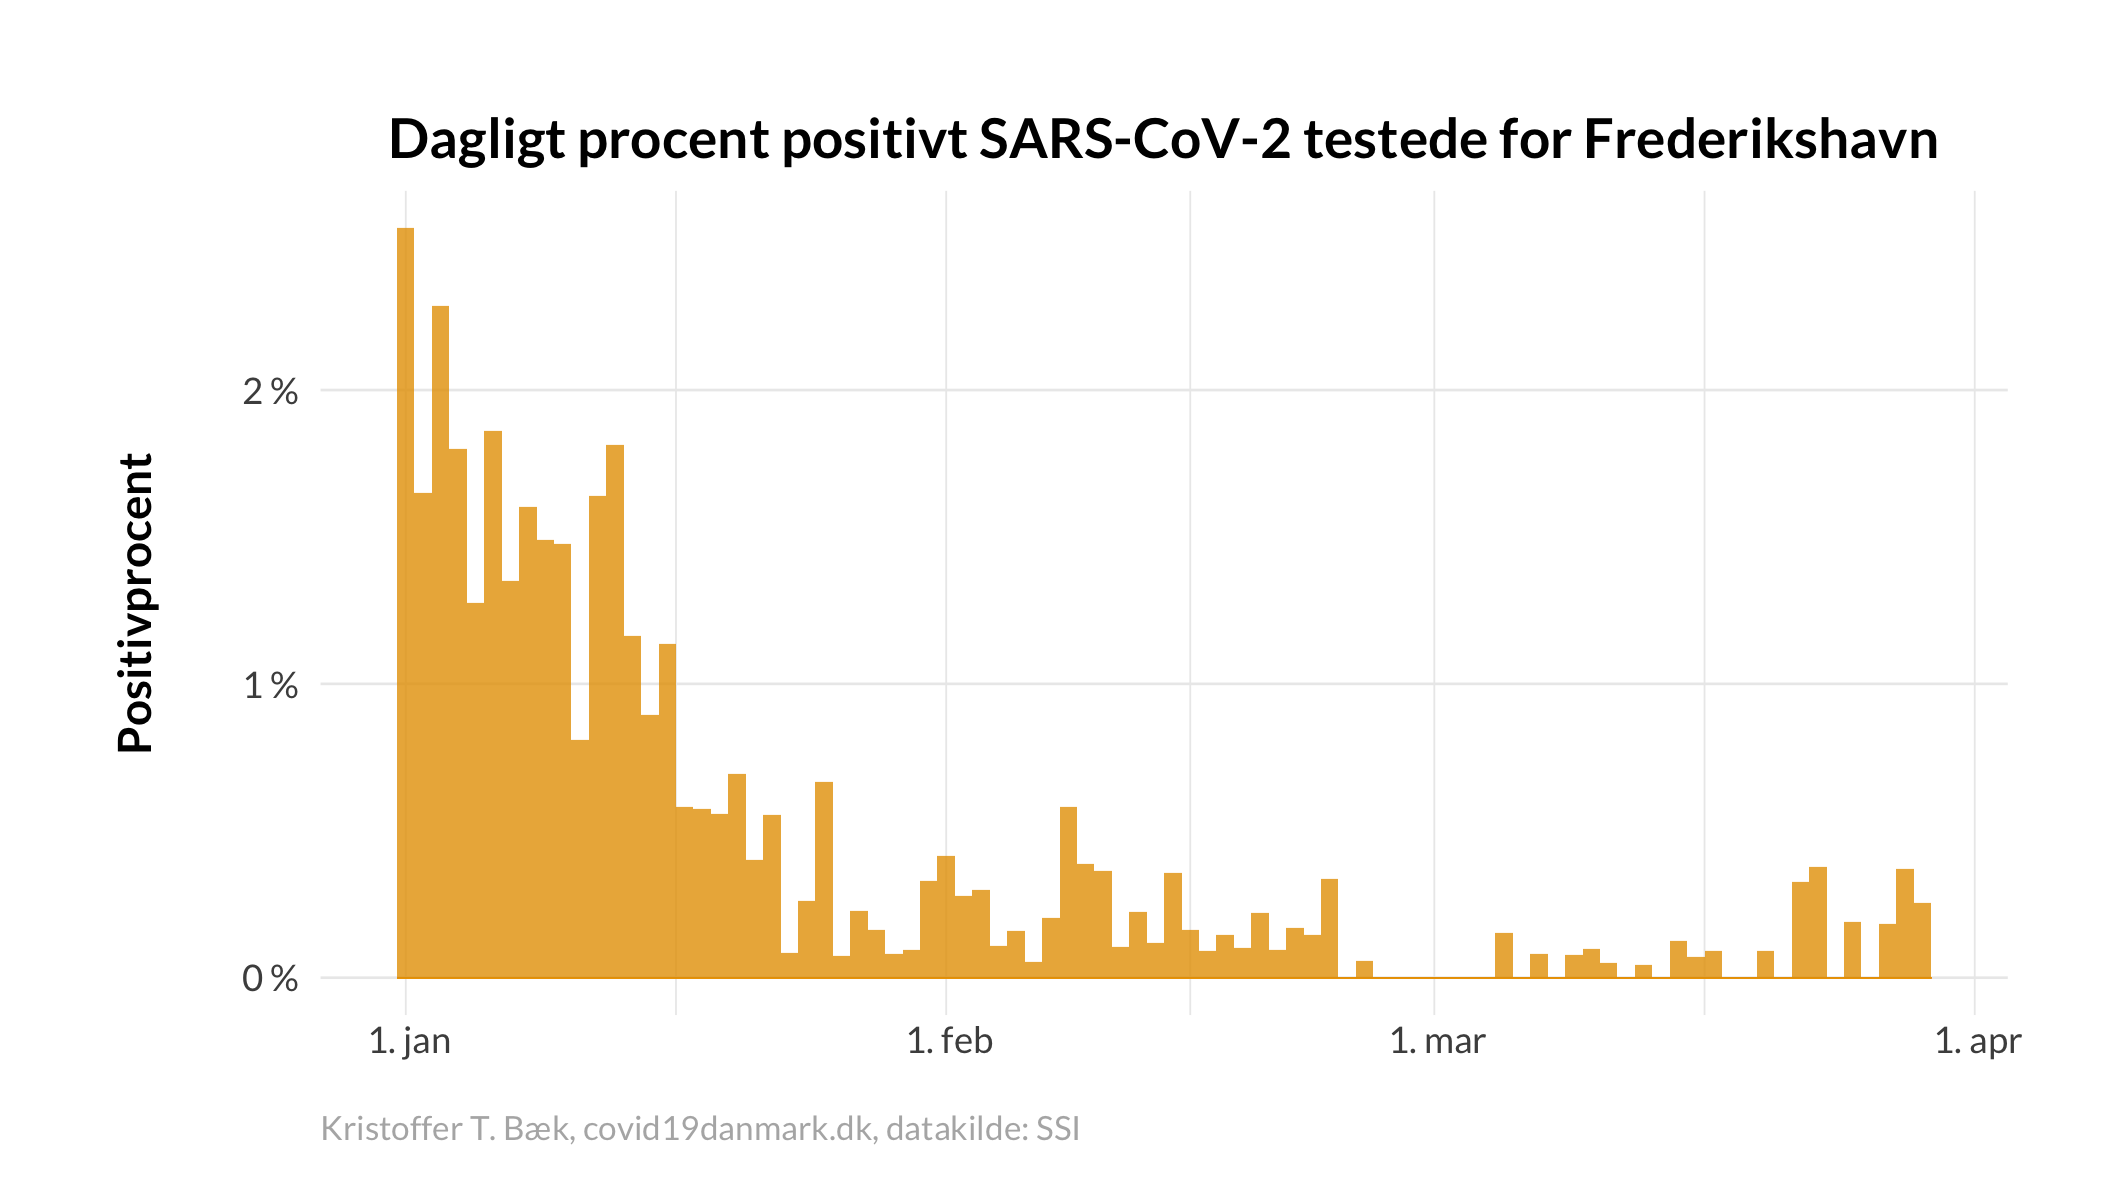 Dagligt procent positivt SARS-CoV-2 testede for Frederikshavn
Positivprocent
2 %
1 %
0 %
1. jan
1. feb
1. mar
1. apr
Kristoffer T. Bæk, covid19danmark.dk, datakilde: SSI